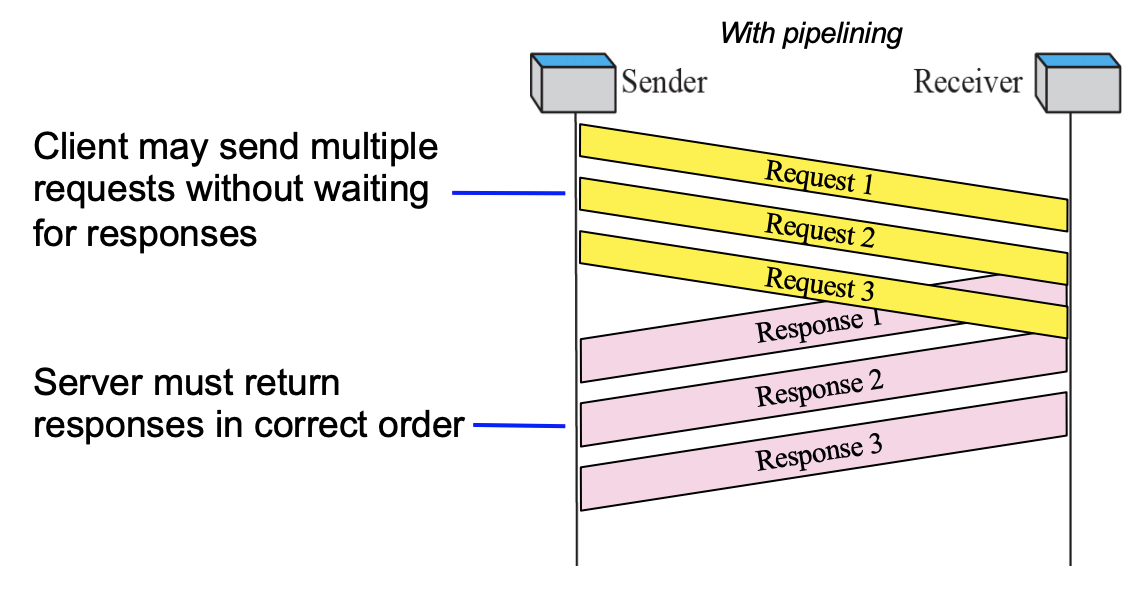 With pipelining
Sender
Receiver
Client may send multiple
requests without waiting
for responses
Request 1
Request 2
Request 3
Response 1
Server must return
responses in correct order
Response 2
Response 3